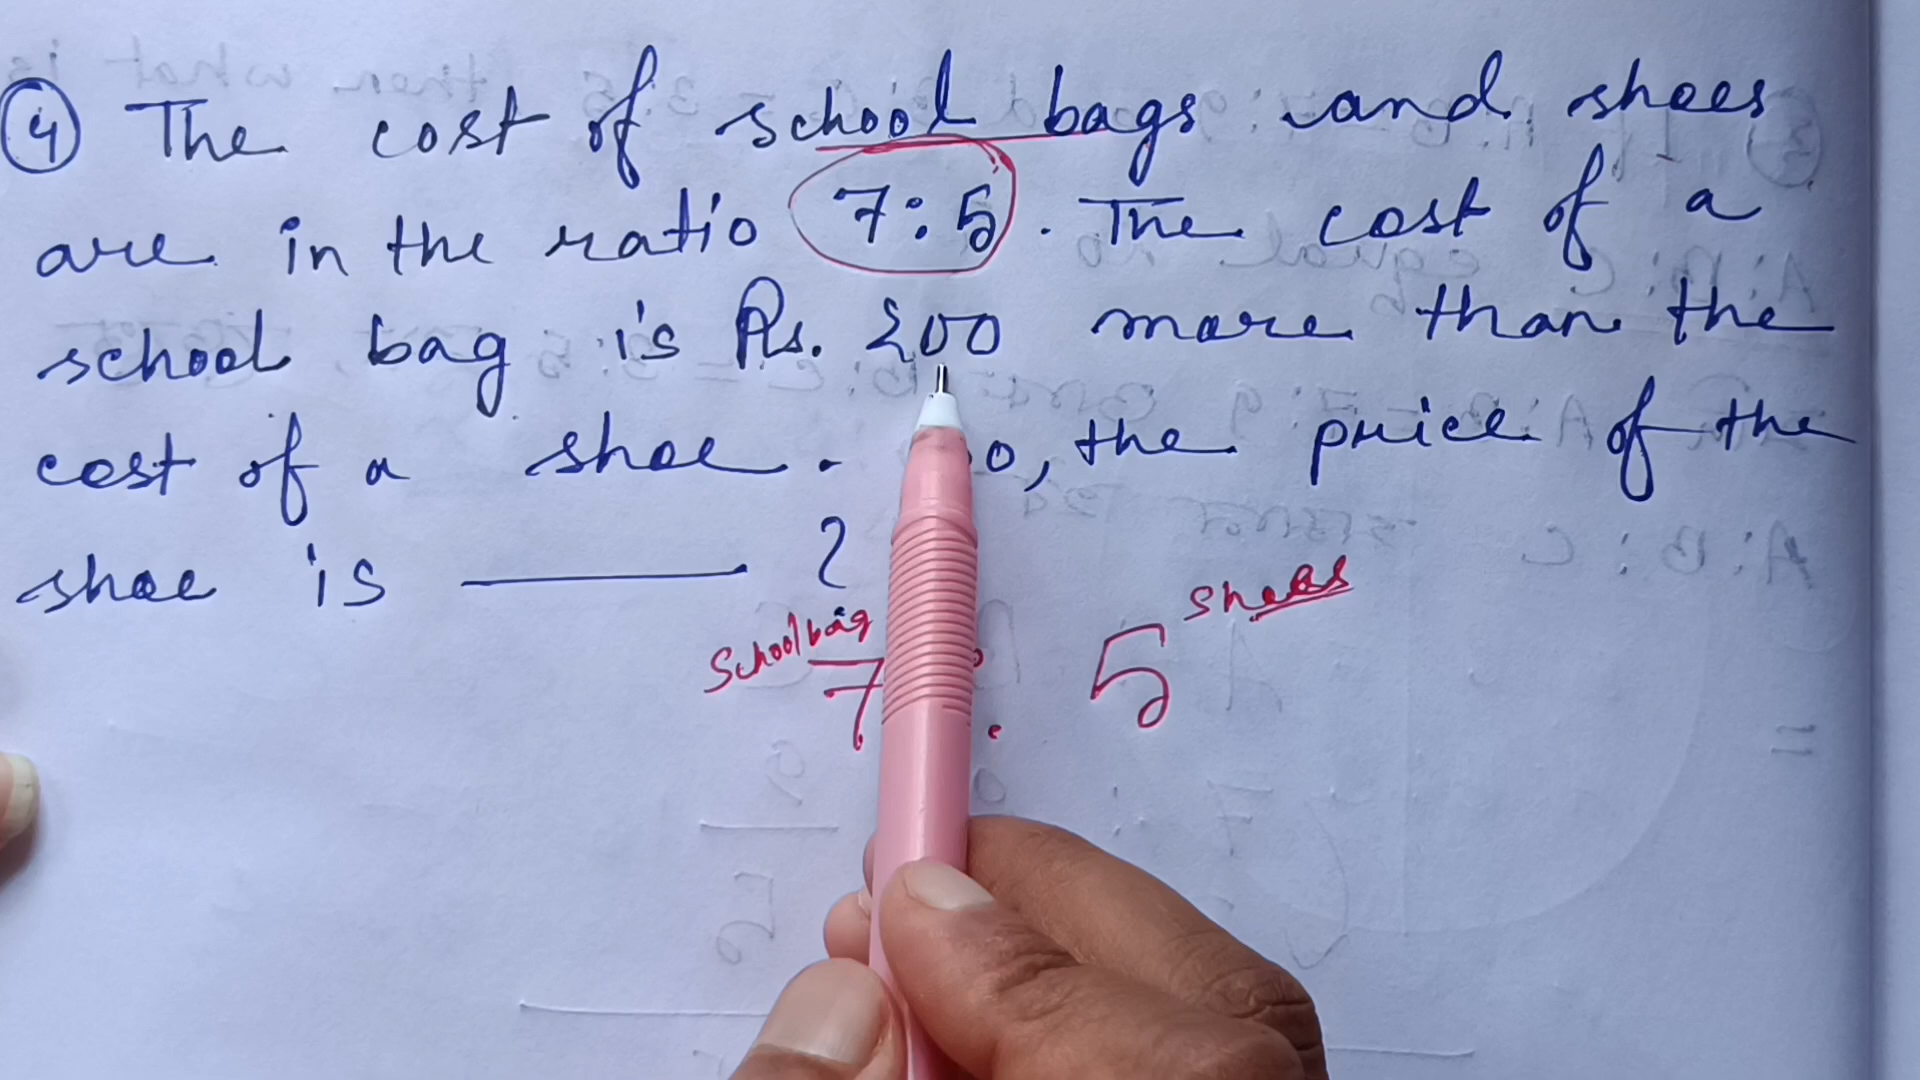 ④ The cost of school bags and shoes
are in the ratio 7:5. The cost of a
school bag is Rs. 200 more than the
cost of a shoe. o, the price of the
shoe is ——— ?
School bag shoes
7 : 5